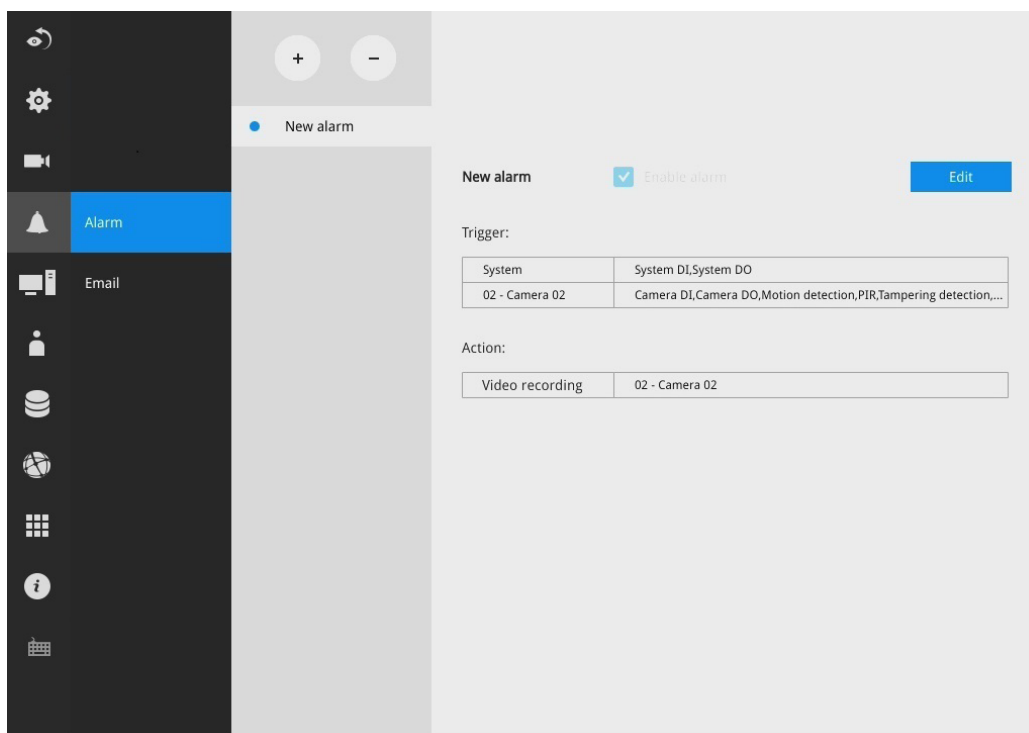 + -
New alarm
New alarm Enable alarm Edit
Alarm
Trigger:
System System DI,System DO
Email
02 - Camera 02 Camera DI,Camera DO,Motion detection,PIR,Tampering detection,...
Action:
Video recording 02 - Camera 02
i